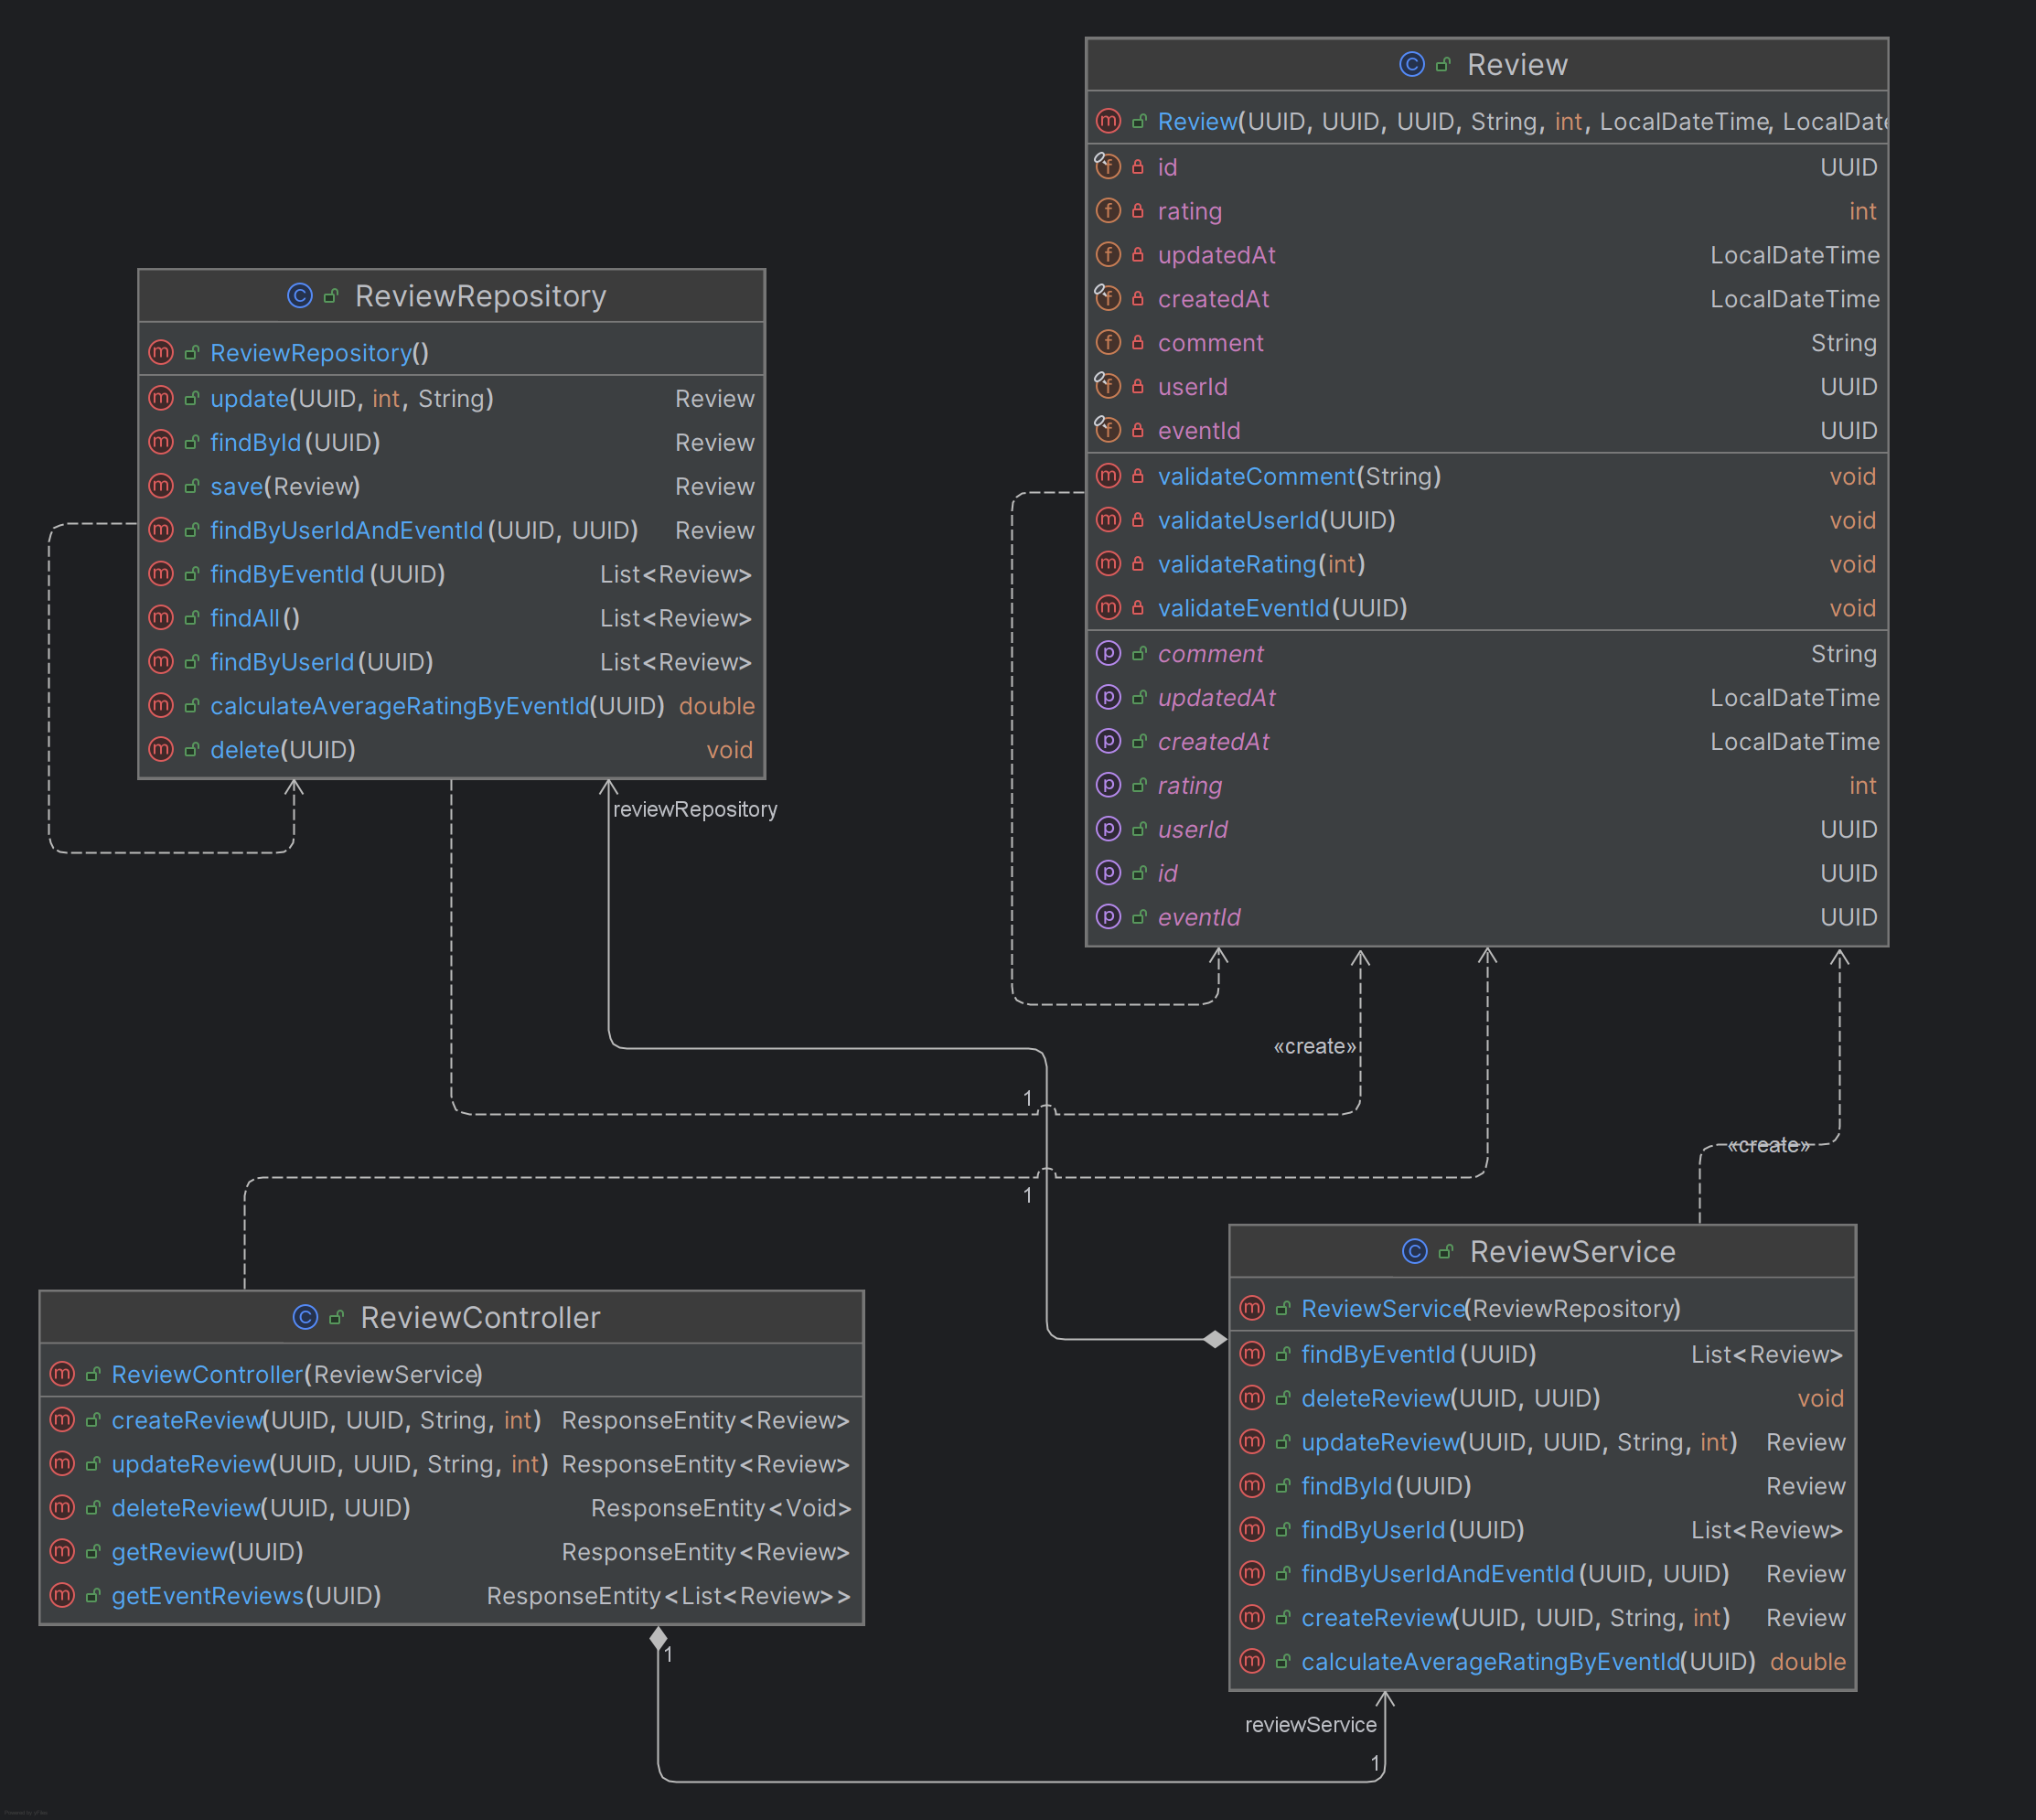 Review
Review(UUID, UUID, UUID, String, int, LocalDateTime, LocalDate
id UUID
rating int
updatedAt LocalDateTime
createdAt LocalDateTime
comment String
userId UUID
eventId UUID
validateComment(String) void
validateUserId(UUID) void
validateRating(int) void
validateEventId(UUID) void
comment String
updatedAt LocalDateTime
createdAt LocalDateTime
rating int
userId UUID
id UUID
eventId UUID
ReviewRepository
ReviewRepository()
update(UUID, int, String) Review
findById(UUID) Review
save(Review) Review
findByUserIdAndEventId(UUID, UUID) Review
findByEventId(UUID) List<Review>
findAll() List<Review>
findByUserId(UUID) List<Review>
calculateAverageRatingByEventId(UUID) double
delete(UUID) void
reviewRepository
«create»
1
«create»
1
ReviewController
ReviewController(ReviewService)
createReview(UUID, UUID, String, int) ResponseEntity<Review>
updateReview(UUID, UUID, String, int) ResponseEntity<Review>
deleteReview(UUID, UUID) ResponseEntity<Void>
getReview(UUID) ResponseEntity<Review>
getEventReviews(UUID) ResponseEntity<List<Review>>
ReviewService
ReviewService(ReviewRepository)
findByEventId(UUID) List<Review>
deleteReview(UUID, UUID) void
updateReview(UUID, UUID, String, int) Review
findById(UUID) Review
findByUserId(UUID) List<Review>
findByUserIdAndEventId(UUID, UUID) Review
createReview(UUID, UUID, String, int) Review
calculateAverageRatingByEventId(UUID) double
1
reviewService
1
Powered by yFiles